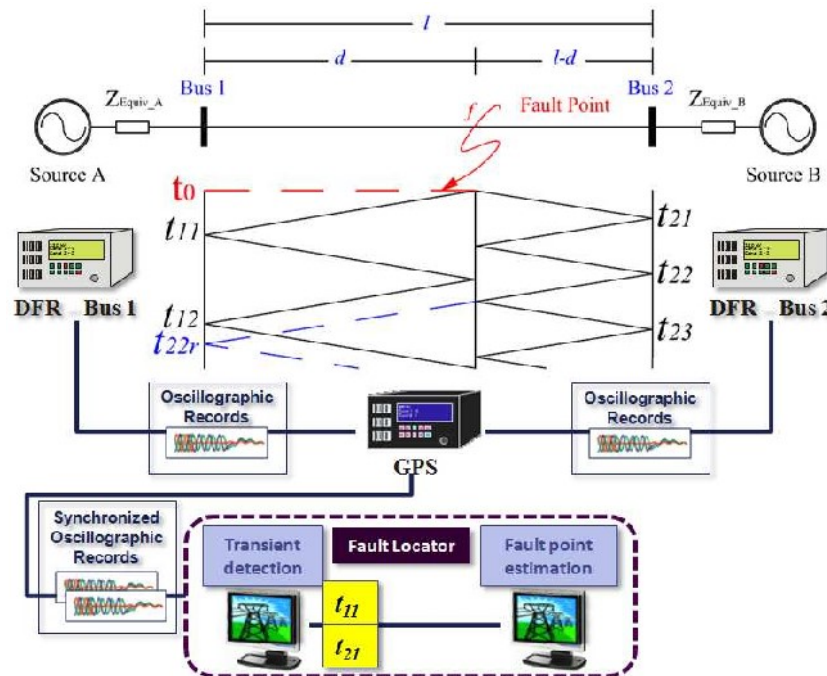 l
d
l-d
Bus 1
Bus 2
ZEquiv_A
f
Fault Point
ZEquiv_B
Source A
Source B
t0
t11
t21
t22
DFR Bus 1
DFR Bus 2
t12
t22r
t23
Oscillographic
Records
Oscillographic
Records
GPS
Synchronized
Oscillographic
Records
Transient
detection
Fault Locator
Fault point
estimation
t11
t21